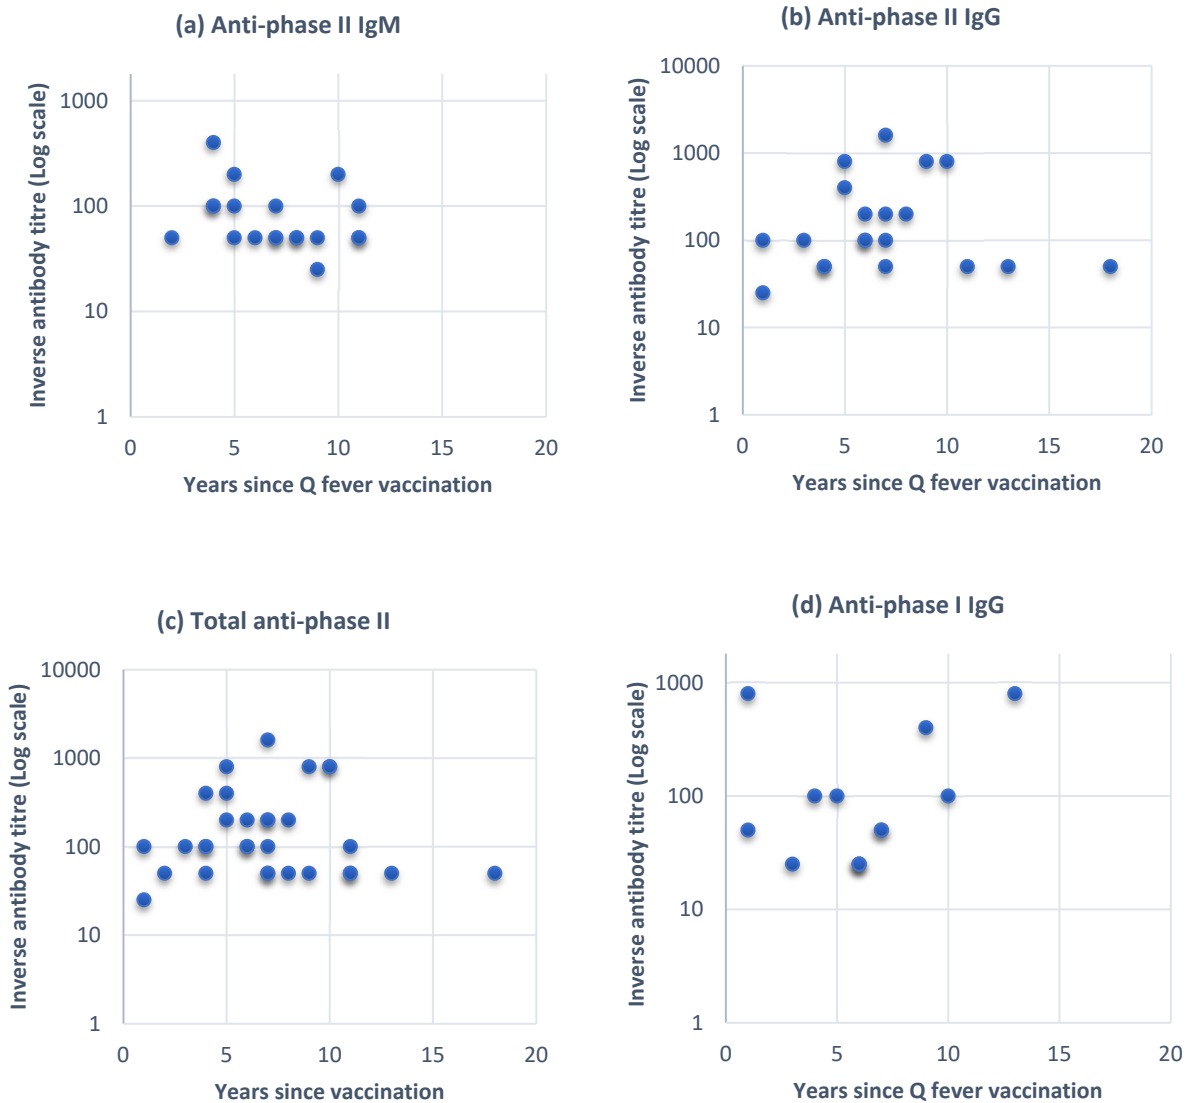 (a) Anti-phase II IgM
Inverse antibody titre (Log scale)
1000
100
10
1
0 5 10 15 20
Years since Q fever vaccination
(b) Anti-phase II IgG
Inverse antibody titre (Log scale)
10000
1000
100
10
1
0 5 10 15 20
Years since Q fever vaccination
(c) Total anti-phase II
Inverse antibody titre (Log scale)
10000
1000
100
10
1
0 5 10 15 20
Years since vaccination
(d) Anti-phase I IgG
Inverse antibody titre (Log scale)
1000
100
10
1
0 5 10 15 20
Years since Q fever vaccination